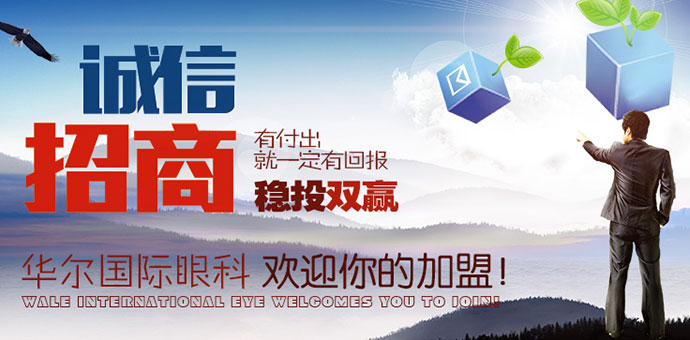 诚信
招商
有付出
就一定有回报
稳投双赢
华尔国际眼科 欢迎你的加盟！
WALE INTERNATIONAL EYE WELCOMES YOU TO JOIN!